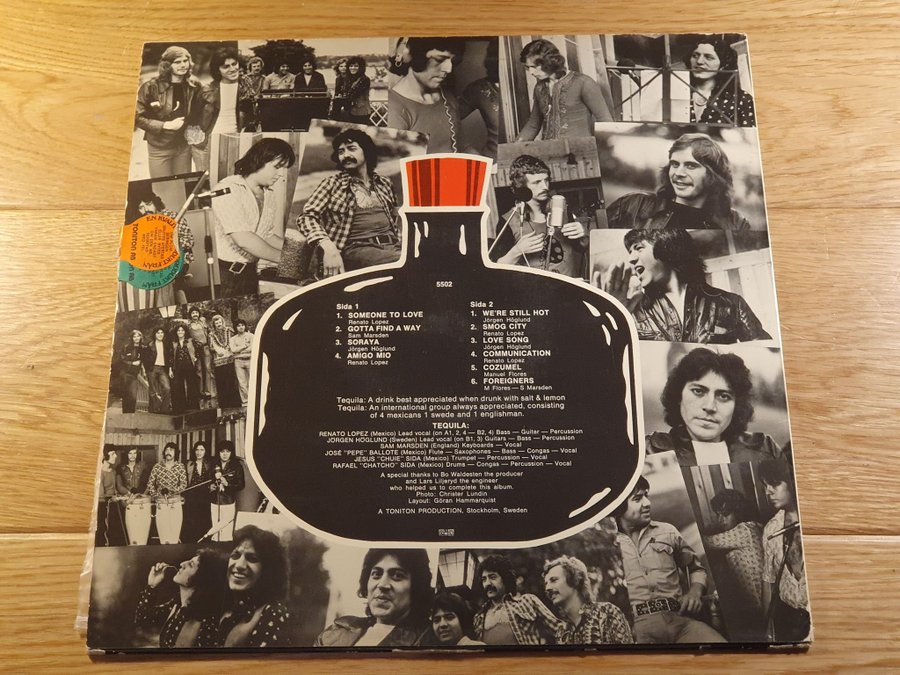 EN KVALI
TONITON AB
5502
Side 1
1. SOMEONE TO LOVE
Renato Lopez
2. GOTTA FIND A WAY
Sam Marsden
3. SORAYA
Jörgen Höglund
4. AMIGO MIO
Renato Lopez
Side 2
1. WE'RE STILL HOT
Jörgen Höglund
2. SMOG CITY
Renato Lopez
3. LOVE SONG
Jörgen Höglund
4. COMMUNICATION
Renato Lopez
5. COZUMEL
Manuel Flores
6. FOREIGNERS
M Flores — S Marsden
Tequila: A drink best appreciated when drunk with salt & lemon
Tequila: An international group always appreciated, consisting
of 4 mexicans 1 swede and 1 englishman.
TEQUILA:
RENATO LOPEZ (Mexico) Lead vocal (on A1, 2, 4 — B2, 4) Bass — Guitar — Percussion
JÖRGEN HÖGLUND (Sweden) Lead vocal (on B1, 3) Guitars — Bass — Percussion
SAM MARSDEN (England) Keyboards — Vocal
JOSÉ "PEPE" BALLOTE (Mexico) Flute — Saxophones — Bass — Congas — Vocal
JESUS "CHUIE" SIDA (Mexico) Trumpet — Percussion — Vocal
RAFAEL "CHATCHO" SIDA (Mexico) Drums — Congas — Percussion — Vocal
A special thanks to Bo Waldesten the producer
and Lars Liljeryd the engineer
who helped us to complete this album.
Photo: Christer Lundin
Layout: Göran Hammarquist
A TONITON PRODUCTION, Stockholm, Sweden